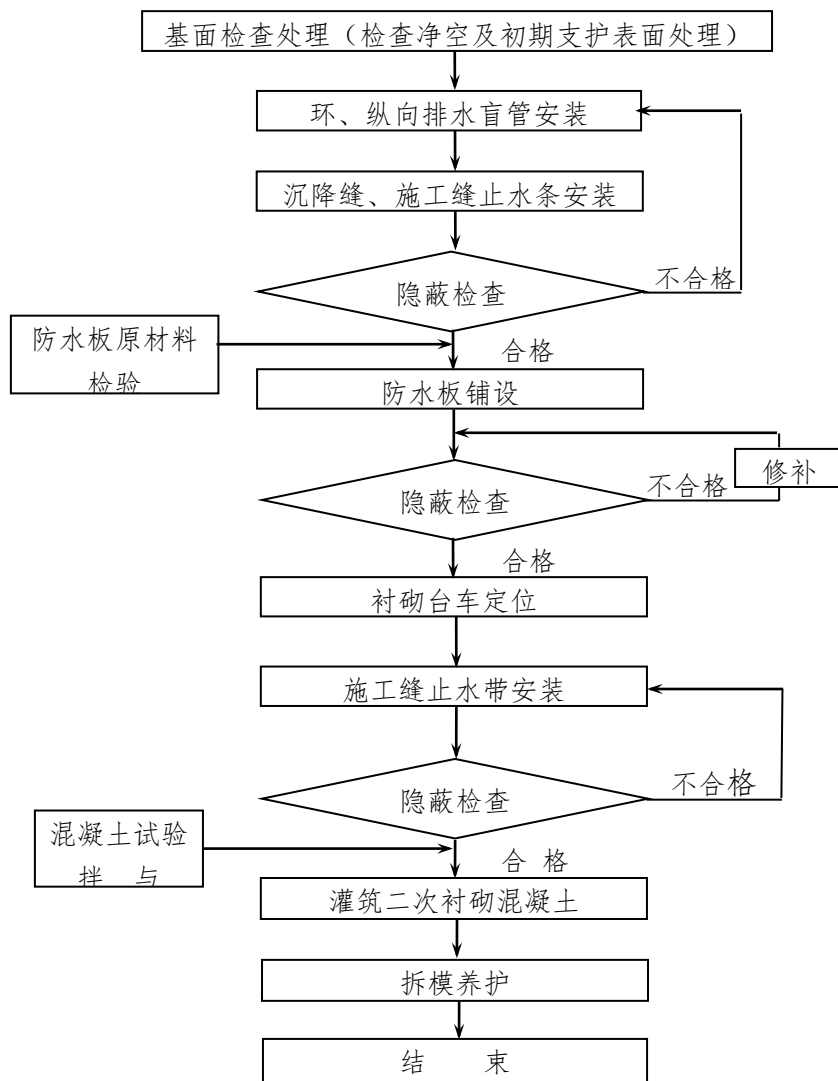 基面检查处理（检查净空及初期支护表面处理）
环、纵向排水盲管安装
沉降缝、施工缝止水条安装
隐蔽检查
不合格
防水板原材料
检验
合格
防水板铺设
修补
隐蔽检查
不合格
合格
衬砌台车定位
施工缝止水带安装
隐蔽检查
不合格
混凝土试验
拌 与
合 格
灌筑二次衬砌混凝土
拆模养护
结 束